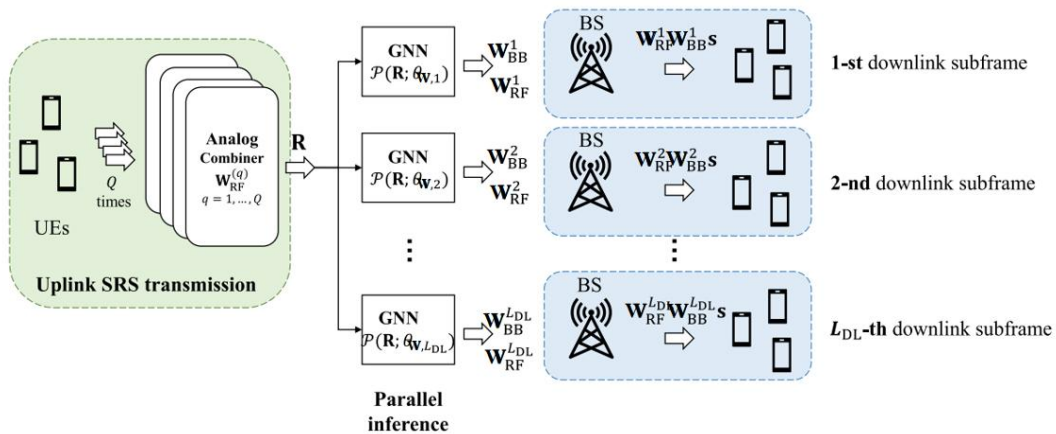 UEs
Q
times
Analog
Combiner
W_RF^(q)
q = 1, …, Q
Uplink SRS transmission
R
GNN
𝒫(R; θ_W,1)
W_BB^1
W_RF^1
BS
W_RF^1 W_BB^1 s
1-st downlink subframe
GNN
𝒫(R; θ_W,2)
W_BB^2
W_RF^2
BS
W_RF^2 W_BB^2 s
2-nd downlink subframe
⋮
⋮
GNN
𝒫(R; θ_W,L_DL)
W_BB^L_DL
W_RF^L_DL
BS
W_RF^L_DL W_BB^L_DL s
L_DL-th downlink subframe
Parallel
inference